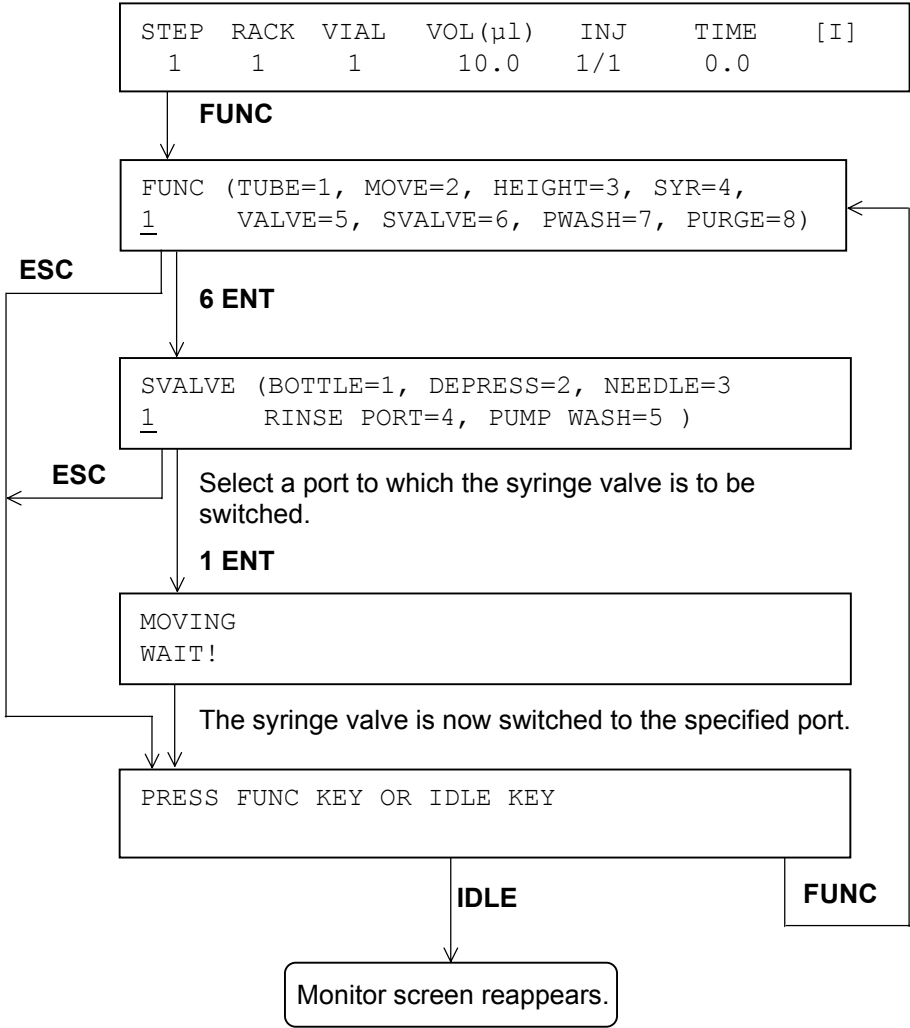 STEP RACK VIAL VOL(µl) INJ TIME [I]
1 1 1 10.0 1/1 0.0
FUNC
FUNC (TUBE=1, MOVE=2, HEIGHT=3, SYR=4,
1 VALVE=5, SVALVE=6, PWASH=7, PURGE=8)
ESC
6 ENT
SVALVE (BOTTLE=1, DEPRESS=2, NEEDLE=3
1 RINSE PORT=4, PUMP WASH=5 )
ESC
Select a port to which the syringe valve is to be
switched.
1 ENT
MOVING
WAIT!
The syringe valve is now switched to the specified port.
PRESS FUNC KEY OR IDLE KEY
IDLE
FUNC
Monitor screen reappears.